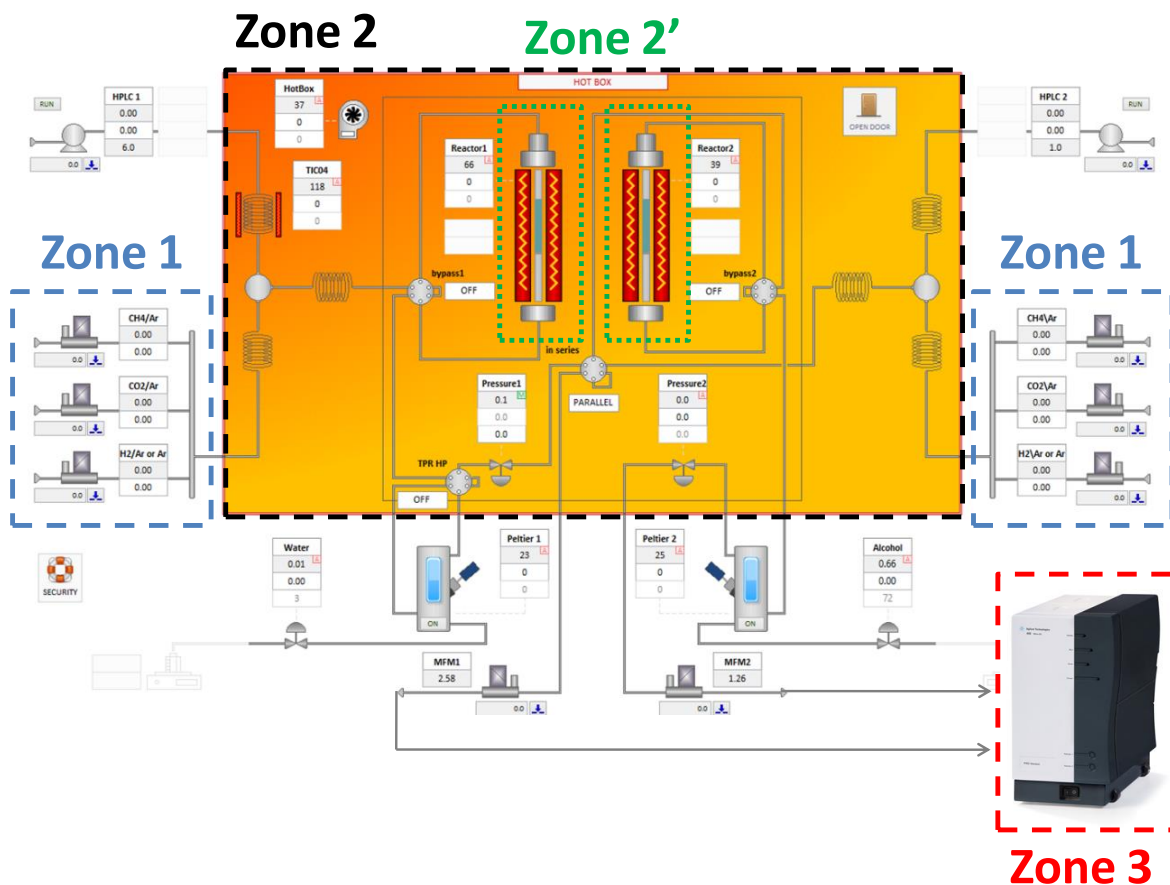 Zone 2
Zone 2’
HOT BOX
RUN
HPLC 1
0.00
0.00
6.0
0.0
HotBox
37
0
0
TIC04
118
0
0
Reactor1
66
0
0
Reactor2
39
0
0
OPEN DOOR
HPLC 2
0.00
0.00
1.0
RUN
0.0
Zone 1
Zone 1
bypass1
OFF
bypass2
OFF
CH4/Ar
0.00
0.00
0.0
CO2/Ar
0.00
0.00
0.0
H2/Ar or Ar
0.00
0.00
0.0
in series
PARALLEL
Pressure1
0.1
0.0
0.0
Pressure2
0.0
0.0
0.0
CH4\Ar
0.00
0.00
0.0
CO2\Ar
0.00
0.00
0.0
H2\Ar or Ar
0.00
0.00
0.0
TPR HP
OFF
SECURITY
Water
0.01
0.00
3
Peltier 1
23
0
0
ON
Peltier 2
25
0
0
ON
Alcohol
0.66
0.00
72
MFM1
2.58
0.0
MFM2
1.26
0.0
Agilent Technologies
Zone 3